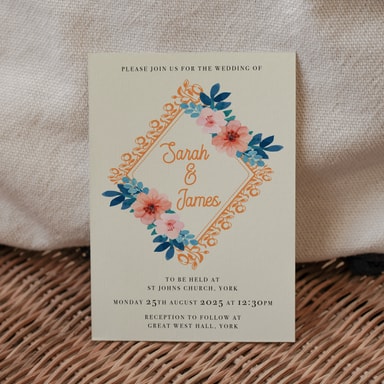 PLEASE JOIN US FOR THE WEDDING OF
Sarah
&
James
TO BE HELD AT
ST JOHNS CHURCH, YORK
MONDAY 25TH AUGUST 2025 AT 12:30PM
RECEPTION TO FOLLOW AT
GREAT WEST HALL, YORK